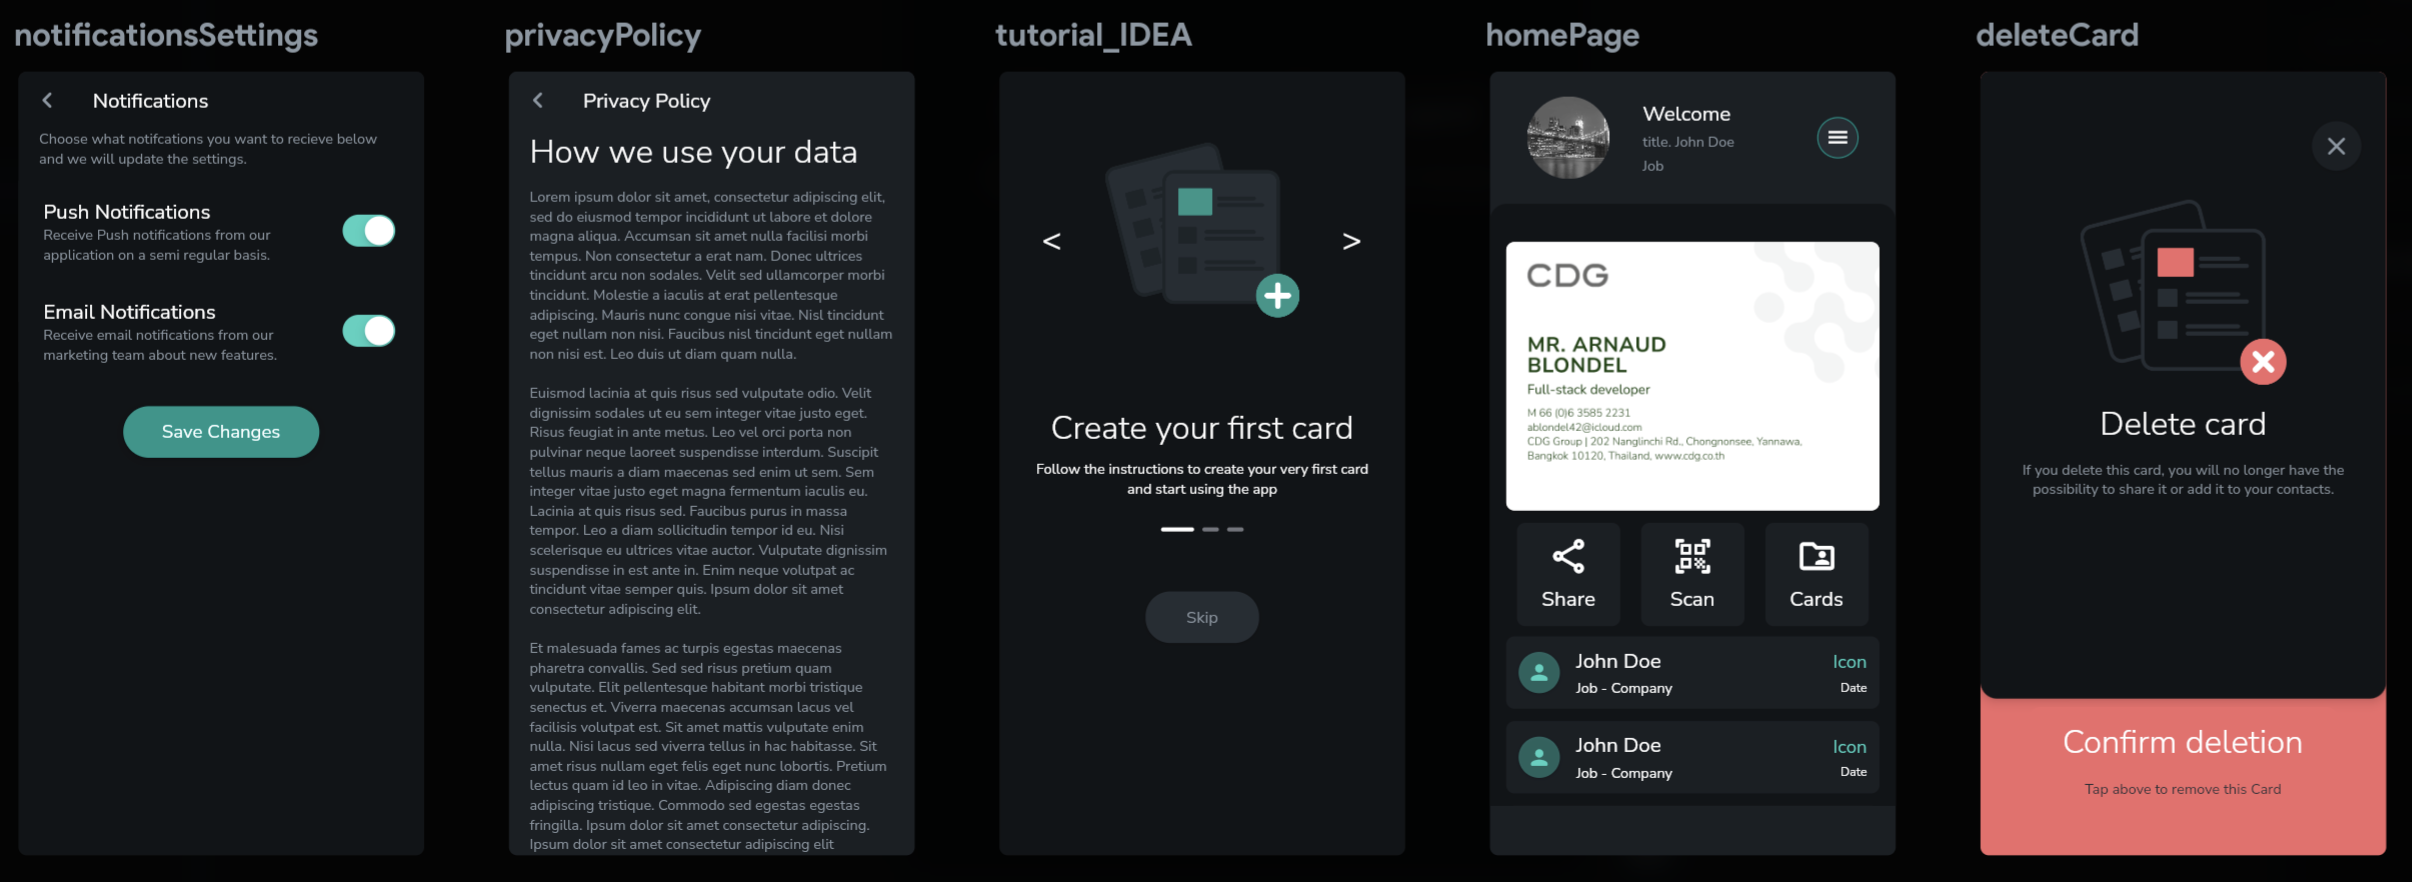 notificationsSettings
Notifications
Choose what notifcations you want to recieve below
and we will update the settings.
Push Notifications
Receive Push notifications from our
application on a semi regular basis.
Email Notifications
Receive email notifications from our
marketing team about new features.
Save Changes
privacyPolicy
Privacy Policy
How we use your data
Lorem ipsum dolor sit amet, consectetur adipiscing elit,
sed do eiusmod tempor incididunt ut labore et dolore
magna aliqua. Accumsan sit amet nulla facilisi morbi
tempus. Non consectetur a erat nam. Donec ultrices
tincidunt arcu non sodales. Velit sed ullamcorper morbi
tincidunt. Molestie a iaculis at erat pellentesque
adipiscing. Mauris nunc congue nisi vitae. Nisl tincidunt
eget nullam non nisi. Faucibus nisl tincidunt eget nullam
non nisi est. Leo duis ut diam quam nulla.
Euismod lacinia at quis risus sed vulputate odio. Velit
dignissim sodales ut eu sem integer vitae justo eget.
Risus feugiat in ante metus. Leo vel orci porta non
pulvinar neque laoreet suspendisse interdum. Suscipit
tellus mauris a diam maecenas sed enim ut sem. Sem
integer vitae justo eget magna fermentum iaculis eu.
Lacinia at quis risus sed. Faucibus purus in massa
tempor. Leo a diam sollicitudin tempor id eu. Nisi
scelerisque eu ultrices vitae auctor. Vulputate dignissim
suspendisse in est ante in. Enim neque volutpat ac
tincidunt vitae semper quis. Ipsum dolor sit amet
consectetur adipiscing elit.
Et malesuada fames ac turpis egestas maecenas
pharetra convallis. Sed sed risus pretium quam
vulputate. Elit pellentesque habitant morbi tristique
senectus et. Viverra maecenas accumsan lacus vel
facilisis volutpat est. Sit amet mattis vulputate enim
nulla. Nisi lacus sed viverra tellus in hac habitasse. Sit
amet risus nullam eget felis eget nunc lobortis. Pretium
lectus quam id leo in vitae. Adipiscing diam donec
adipiscing tristique. Commodo sed egestas egestas
fringilla. Ipsum dolor sit amet consectetur adipiscing.
Ipsum dolor sit amet consectetur adipiscing elit
tutorial_IDEA
< >
Create your first card
Follow the instructions to create your very first card
and start using the app
Skip
homePage
Welcome
title. John Doe
Job
CDG
MR. ARNAUD
BLONDEL
Full-stack developer
M 66 (0)6 3585 2231
ablondel42@icloud.com
CDG Group | 202 Nanglinchi Rd., Chongnonsee, Yannawa,
Bangkok 10120, Thailand, www.cdg.co.th
Share
Scan
Cards
John Doe
Icon
Job - Company
Date
John Doe
Icon
Job - Company
Date
deleteCard
Delete card
If you delete this card, you will no longer have the
possibility to share it or add it to your contacts.
Confirm deletion
Tap above to remove this Card